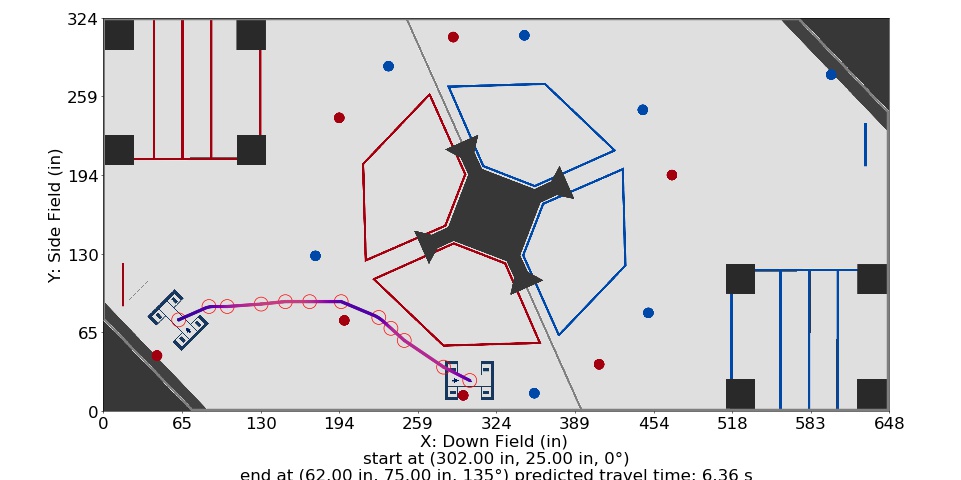 324
259
194
130
65
0
Y: Side Field (in)
0 65 130 194 259 324 389 454 518 583 648
X: Down Field (in)
start at (302.00 in, 25.00 in, 0°)
end at (62.00 in, 75.00 in, 135°) predicted travel time: 6.36 s